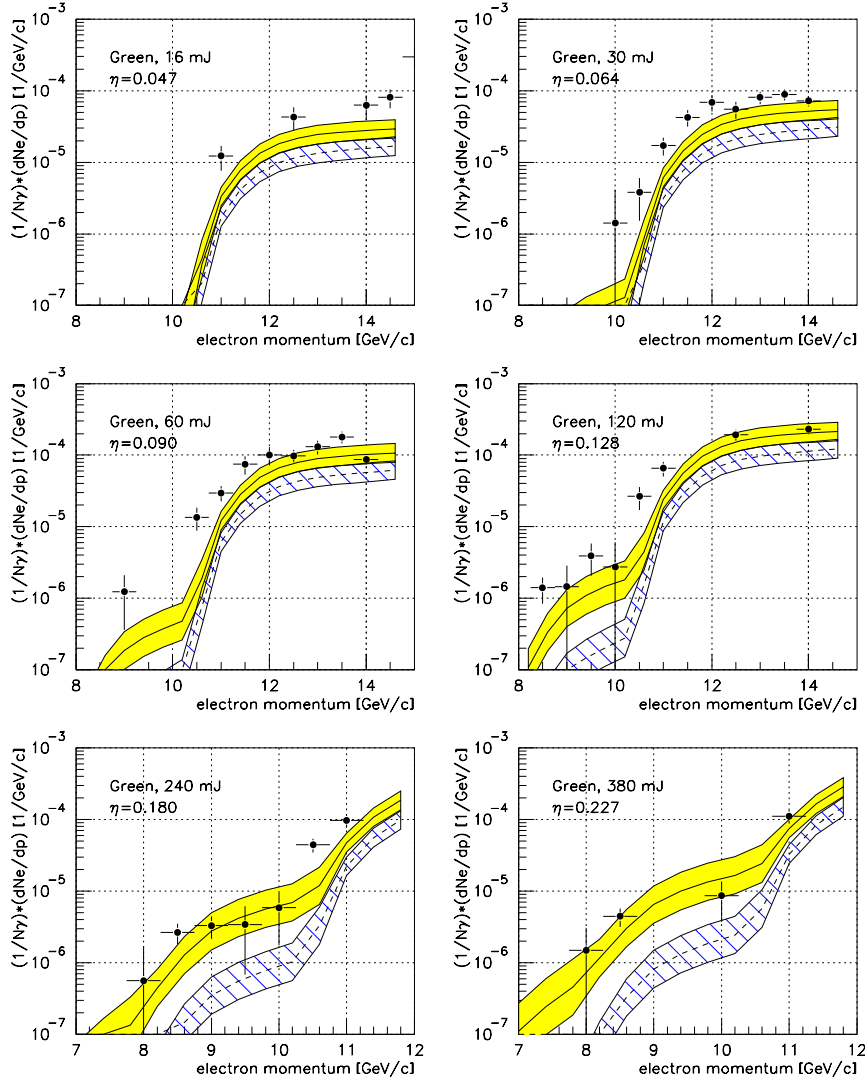 10⁻³
10⁻⁴
10⁻⁵
10⁻⁶
10⁻⁷
(1/Nγ)*(dNe/dp) [1/GeV/c]
Green, 16 mJ
η=0.047
8 10 12 14
electron momentum [GeV/c]
10⁻³
10⁻⁴
10⁻⁵
10⁻⁶
10⁻⁷
(1/Nγ)*(dNe/dp) [1/GeV/c]
Green, 30 mJ
η=0.064
8 10 12 14
electron momentum [GeV/c]
10⁻³
10⁻⁴
10⁻⁵
10⁻⁶
10⁻⁷
(1/Nγ)*(dNe/dp) [1/GeV/c]
Green, 60 mJ
η=0.090
8 10 12 14
electron momentum [GeV/c]
10⁻³
10⁻⁴
10⁻⁵
10⁻⁶
10⁻⁷
(1/Nγ)*(dNe/dp) [1/GeV/c]
Green, 120 mJ
η=0.128
8 10 12 14
electron momentum [GeV/c]
10⁻³
10⁻⁴
10⁻⁵
10⁻⁶
10⁻⁷
(1/Nγ)*(dNe/dp) [1/GeV/c]
Green, 240 mJ
η=0.180
7 8 9 10 11 12
electron momentum [GeV/c]
10⁻³
10⁻⁴
10⁻⁵
10⁻⁶
10⁻⁷
(1/Nγ)*(dNe/dp) [1/GeV/c]
Green, 380 mJ
η=0.227
7 8 9 10 11 12
electron momentum [GeV/c]